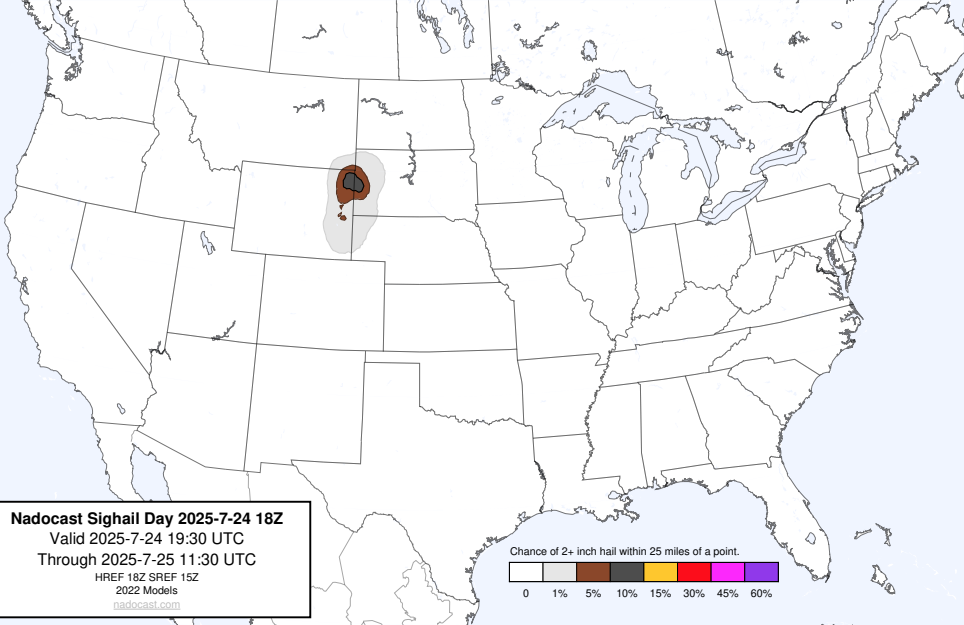 Nadocast Sighail Day 2025-7-24 18Z
Valid 2025-7-24 19:30 UTC
Through 2025-7-25 11:30 UTC
HREF 18Z SREF 15Z
2022 Models
nadocast.com
Chance of 2+ inch hail within 25 miles of a point.
0 1% 5% 10% 15% 30% 45% 60%